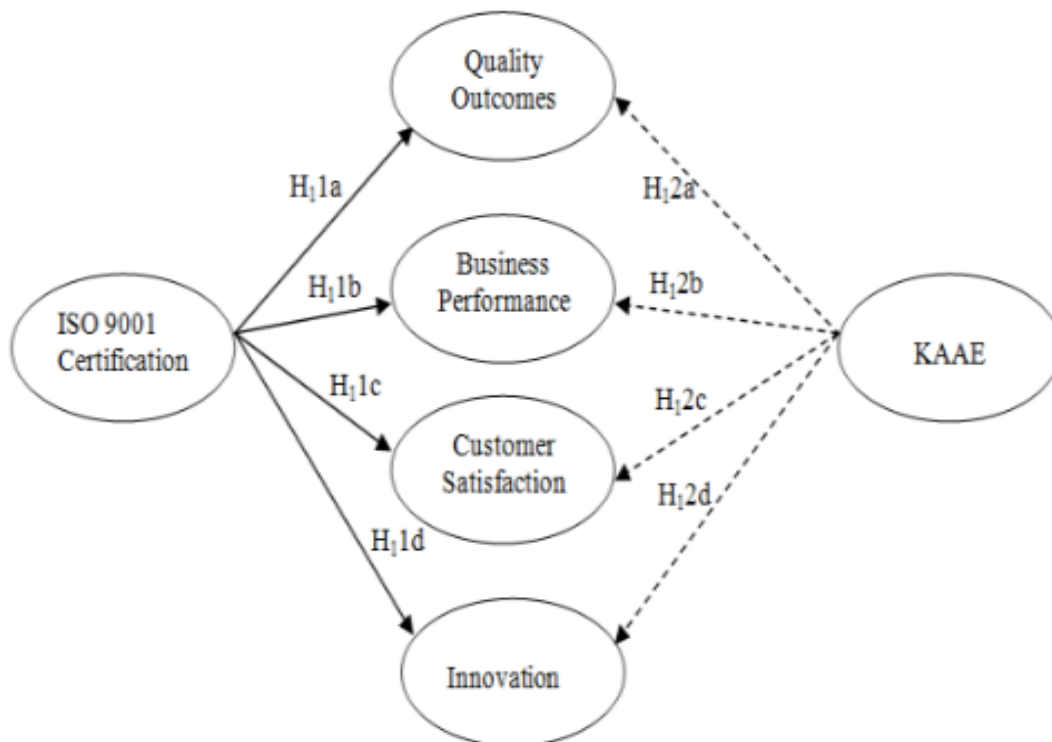 Quality
Outcomes
H₁1a
H₁2a
Business
Performance
H₁1b
H₁2b
ISO 9001
Certification
KAAE
H₁1c
H₁2c
Customer
Satisfaction
H₁1d
H₁2d
Innovation